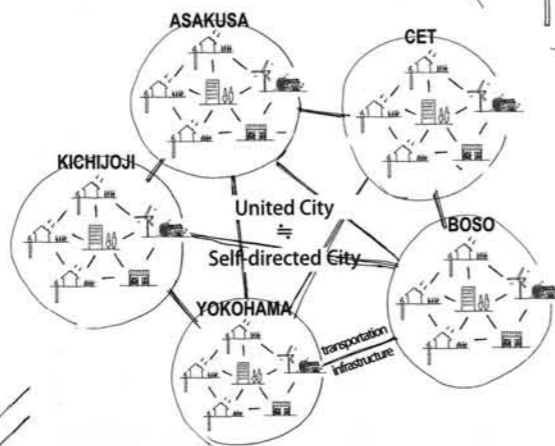 ASAKUSA
CET
KICHIJOJI
United City
≒
Self-directed City
BOSO
YOKOHAMA
transportation
infrastructure